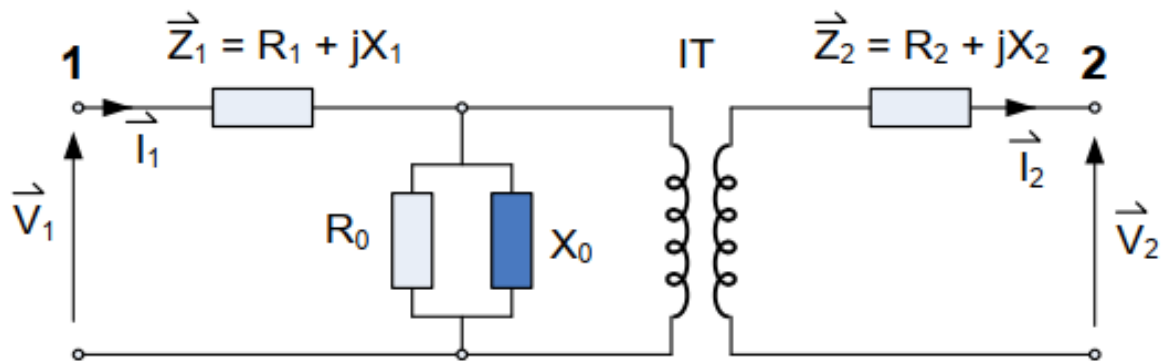 Z⃗₁ = R₁ + jX₁
IT
Z⃗₂ = R₂ + jX₂
1
2
I⃗₁
I⃗₂
V⃗₁
R₀
X₀
V⃗₂